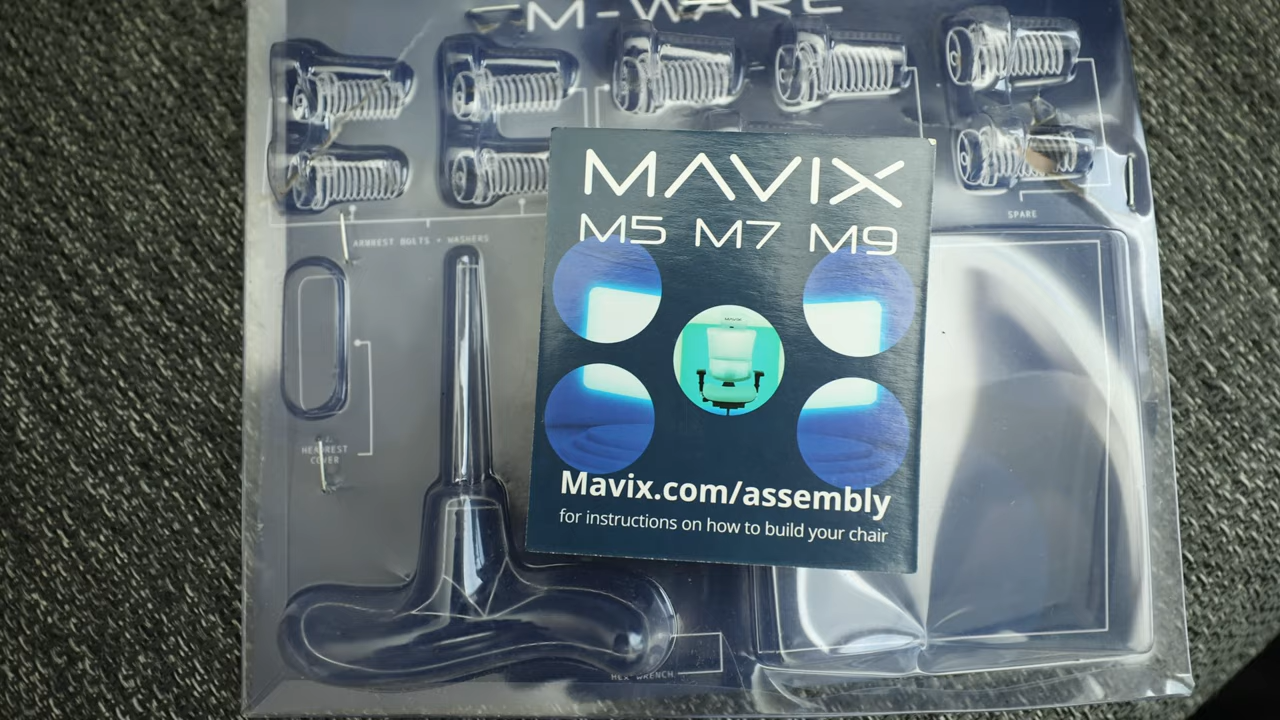 M-WARE
MAVIX
M5 M7 M9
MAVIX
Mavix.com/assembly
for instructions on how to build your chair
SPARE
ARMREST BOLTS + WASHERS
HEADREST
COVER
HEX WRENCH